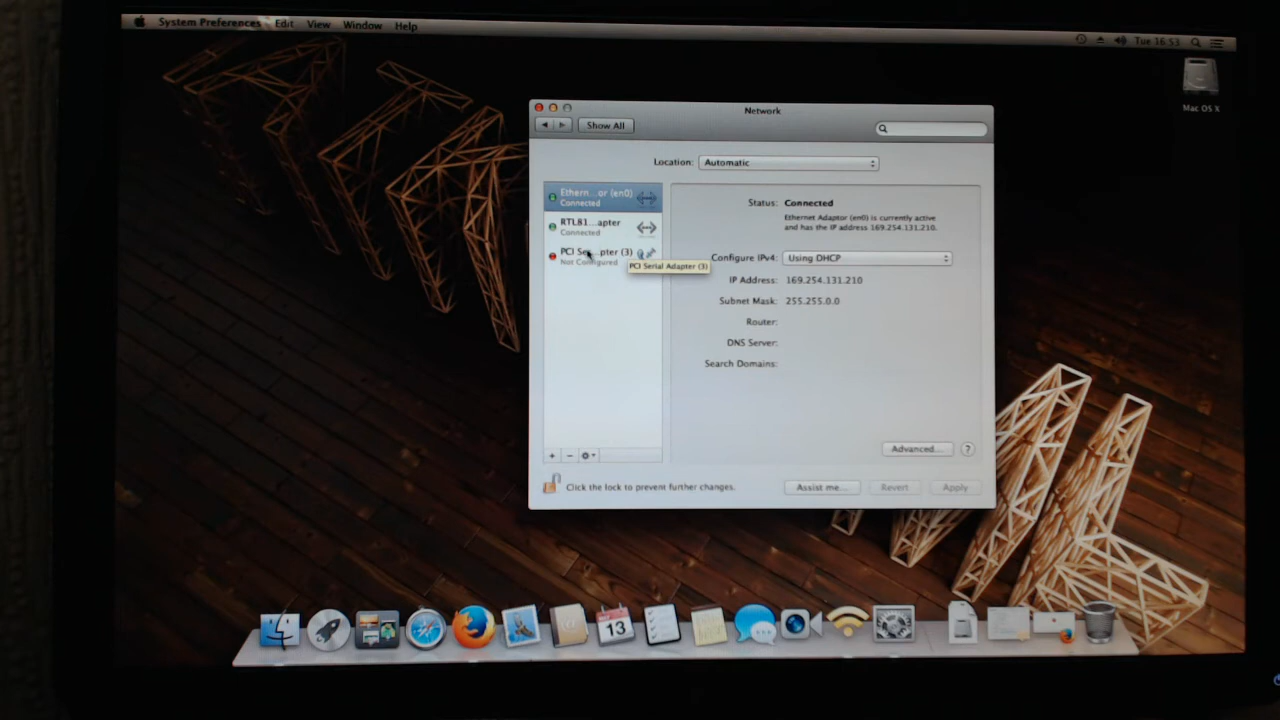 System Preferences Edit View Window Help
Tue 16:53
Mac OS X
Network
Show All
Location: Automatic
Ethern...or (en0)
Connected
RTL81...apter
Connected
PCI Ser...pter (3)
Not Configured
PCI Serial Adapter (3)
Status: Connected
Ethernet Adaptor (en0) is currently active
and has the IP address 169.254.131.210.
Configure IPv4: Using DHCP
IP Address: 169.254.131.210
Subnet Mask: 255.255.0.0
Router:
DNS Server:
Search Domains:
Advanced...
?
+ −
Click the lock to prevent further changes.
Assist me...
Revert
Apply
13